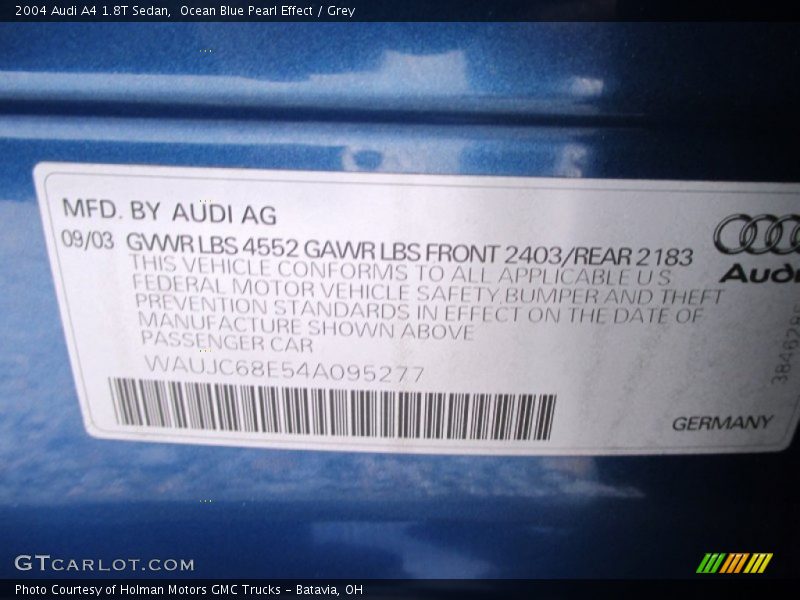 2004 Audi A4 1.8T Sedan,  Ocean Blue Pearl Effect / Grey
MFD. BY AUDI AG
09/03 GVWR LBS 4552 GAWR LBS FRONT 2403/REAR 2183
THIS VEHICLE CONFORMS TO ALL APPLICABLE U S
FEDERAL MOTOR VEHICLE SAFETY,BUMPER AND THEFT
PREVENTION STANDARDS IN EFFECT ON THE DATE OF
MANUFACTURE SHOWN ABOVE
PASSENGER CAR
WAUJC68E54A095277
Audi
GERMANY
GTCARLOT.COM
Photo Courtesy of Holman Motors GMC Trucks – Batavia, OH